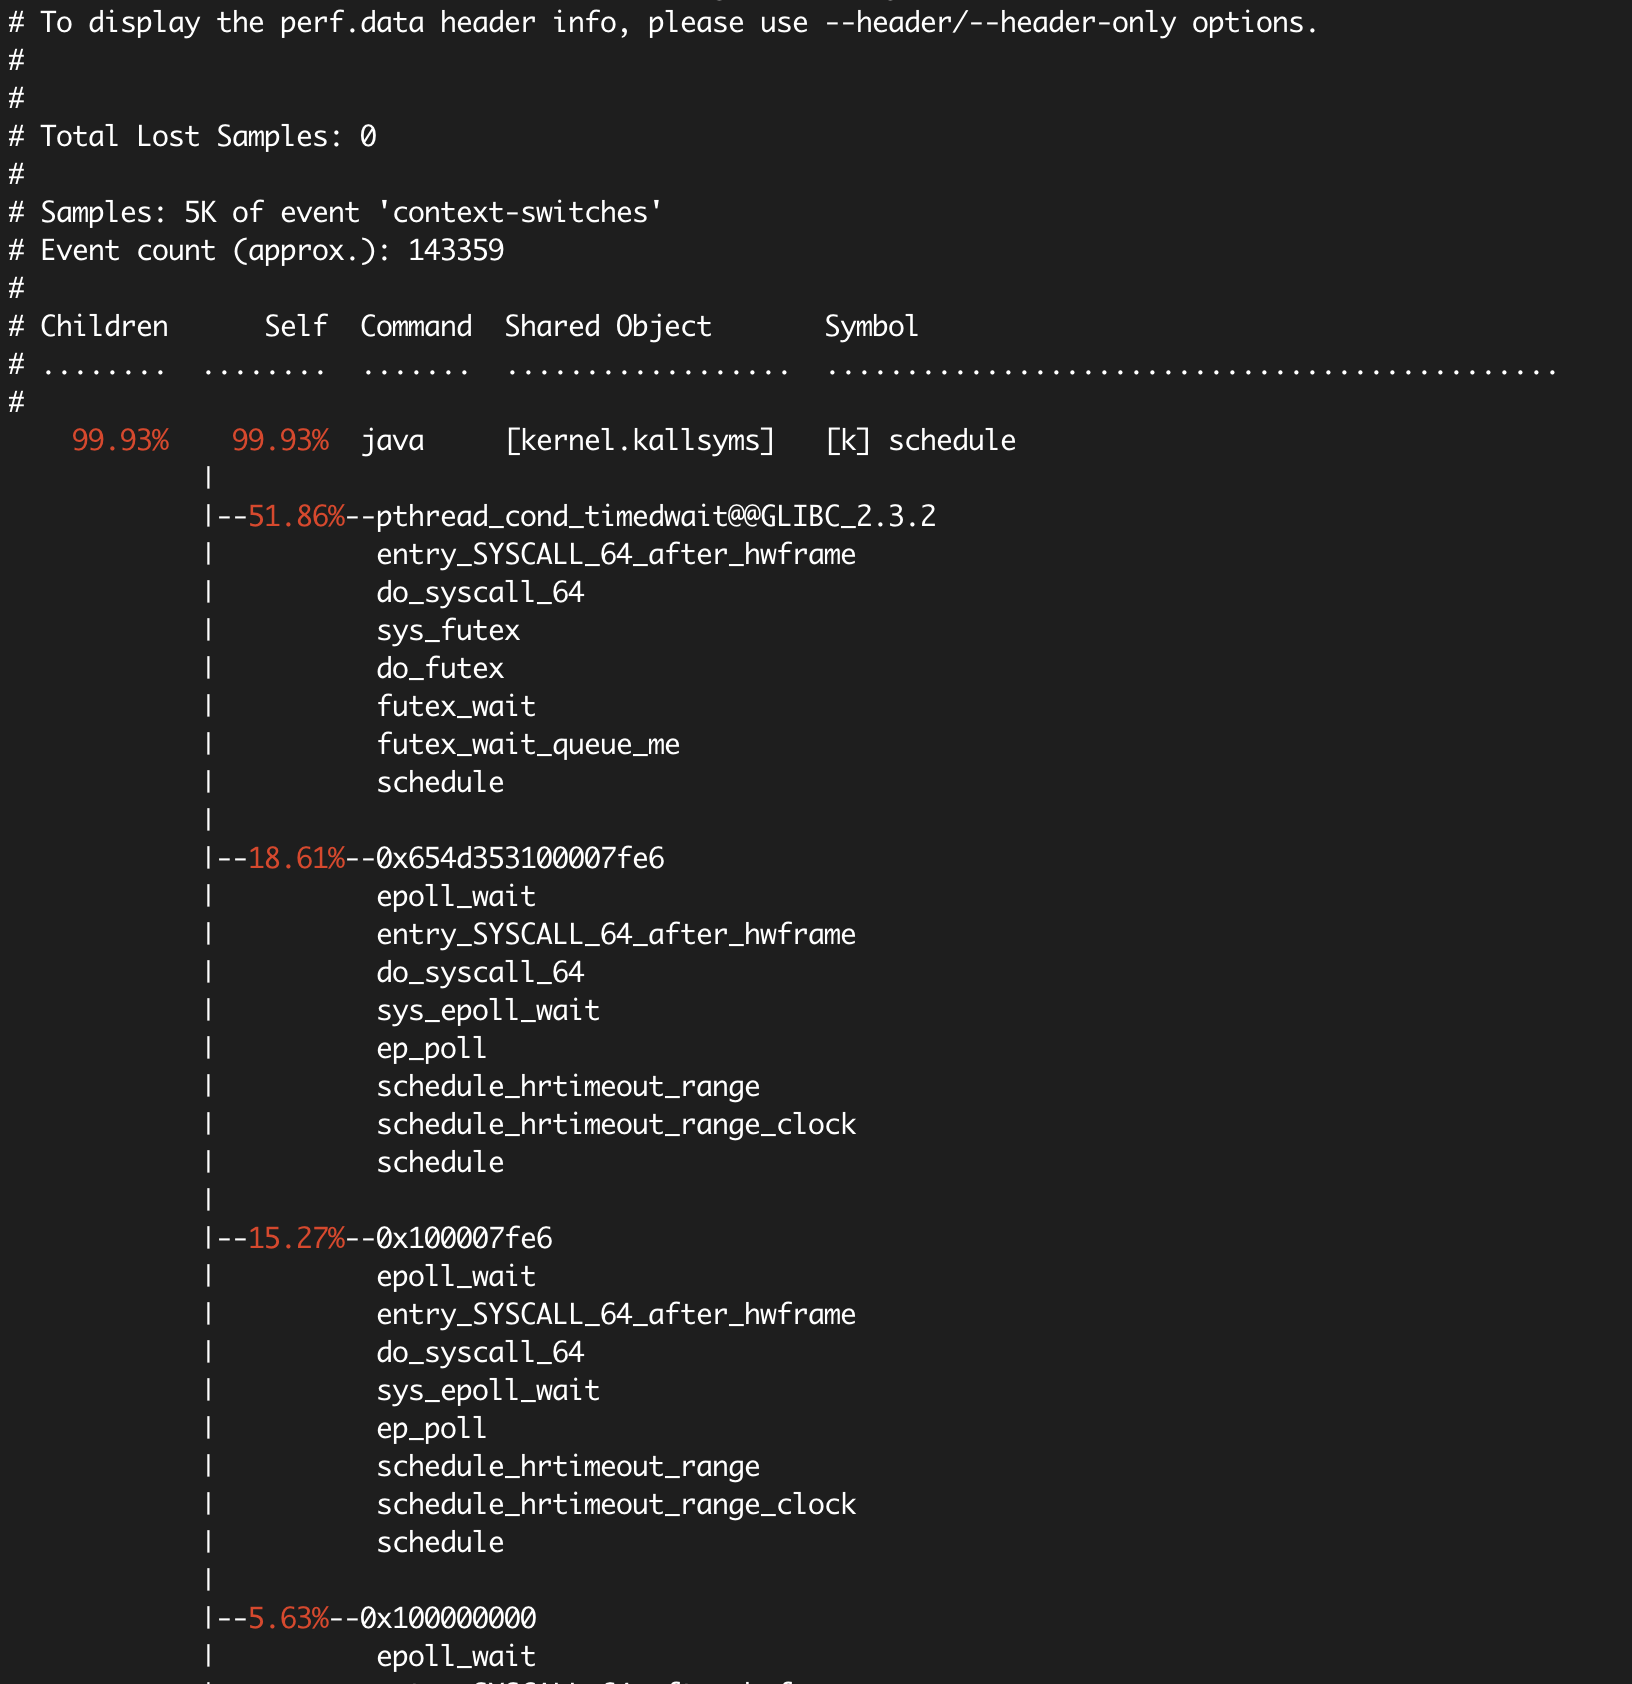 # To display the perf.data header info, please use --header/--header-only options.
#
#
# Total Lost Samples: 0
#
# Samples: 5K of event 'context-switches'
# Event count (approx.): 143359
#
# Children      Self  Command  Shared Object       Symbol
# ........  ........  .......  ..................  ..............................................
#
    99.93%    99.93%  java     [kernel.kallsyms]   [k] schedule
            |
            |--51.86%--pthread_cond_timedwait@@GLIBC_2.3.2
            |          entry_SYSCALL_64_after_hwframe
            |          do_syscall_64
            |          sys_futex
            |          do_futex
            |          futex_wait
            |          futex_wait_queue_me
            |          schedule
            |
            |--18.61%--0x654d353100007fe6
            |          epoll_wait
            |          entry_SYSCALL_64_after_hwframe
            |          do_syscall_64
            |          sys_epoll_wait
            |          ep_poll
            |          schedule_hrtimeout_range
            |          schedule_hrtimeout_range_clock
            |          schedule
            |
            |--15.27%--0x100007fe6
            |          epoll_wait
            |          entry_SYSCALL_64_after_hwframe
            |          do_syscall_64
            |          sys_epoll_wait
            |          ep_poll
            |          schedule_hrtimeout_range
            |          schedule_hrtimeout_range_clock
            |          schedule
            |
            |--5.63%--0x100000000
            |          epoll_wait